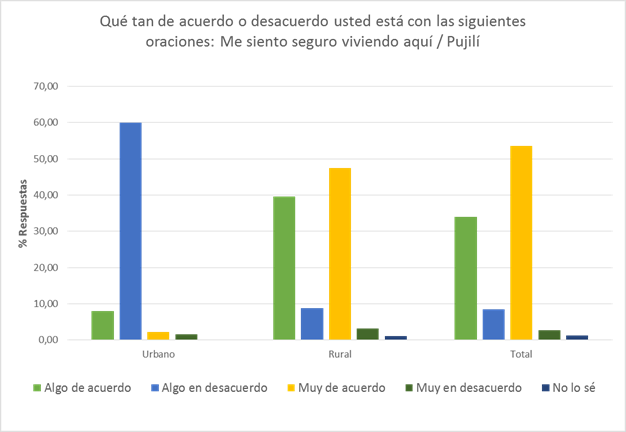 Qué tan de acuerdo o desacuerdo usted está con las siguientes
oraciones: Me siento seguro viviendo aquí / Pujilí
70,00
60,00
50,00
40,00
30,00
20,00
10,00
0,00
% Respuestas
Urbano Rural Total
Algo de acuerdo Algo en desacuerdo Muy de acuerdo Muy en desacuerdo No lo sé